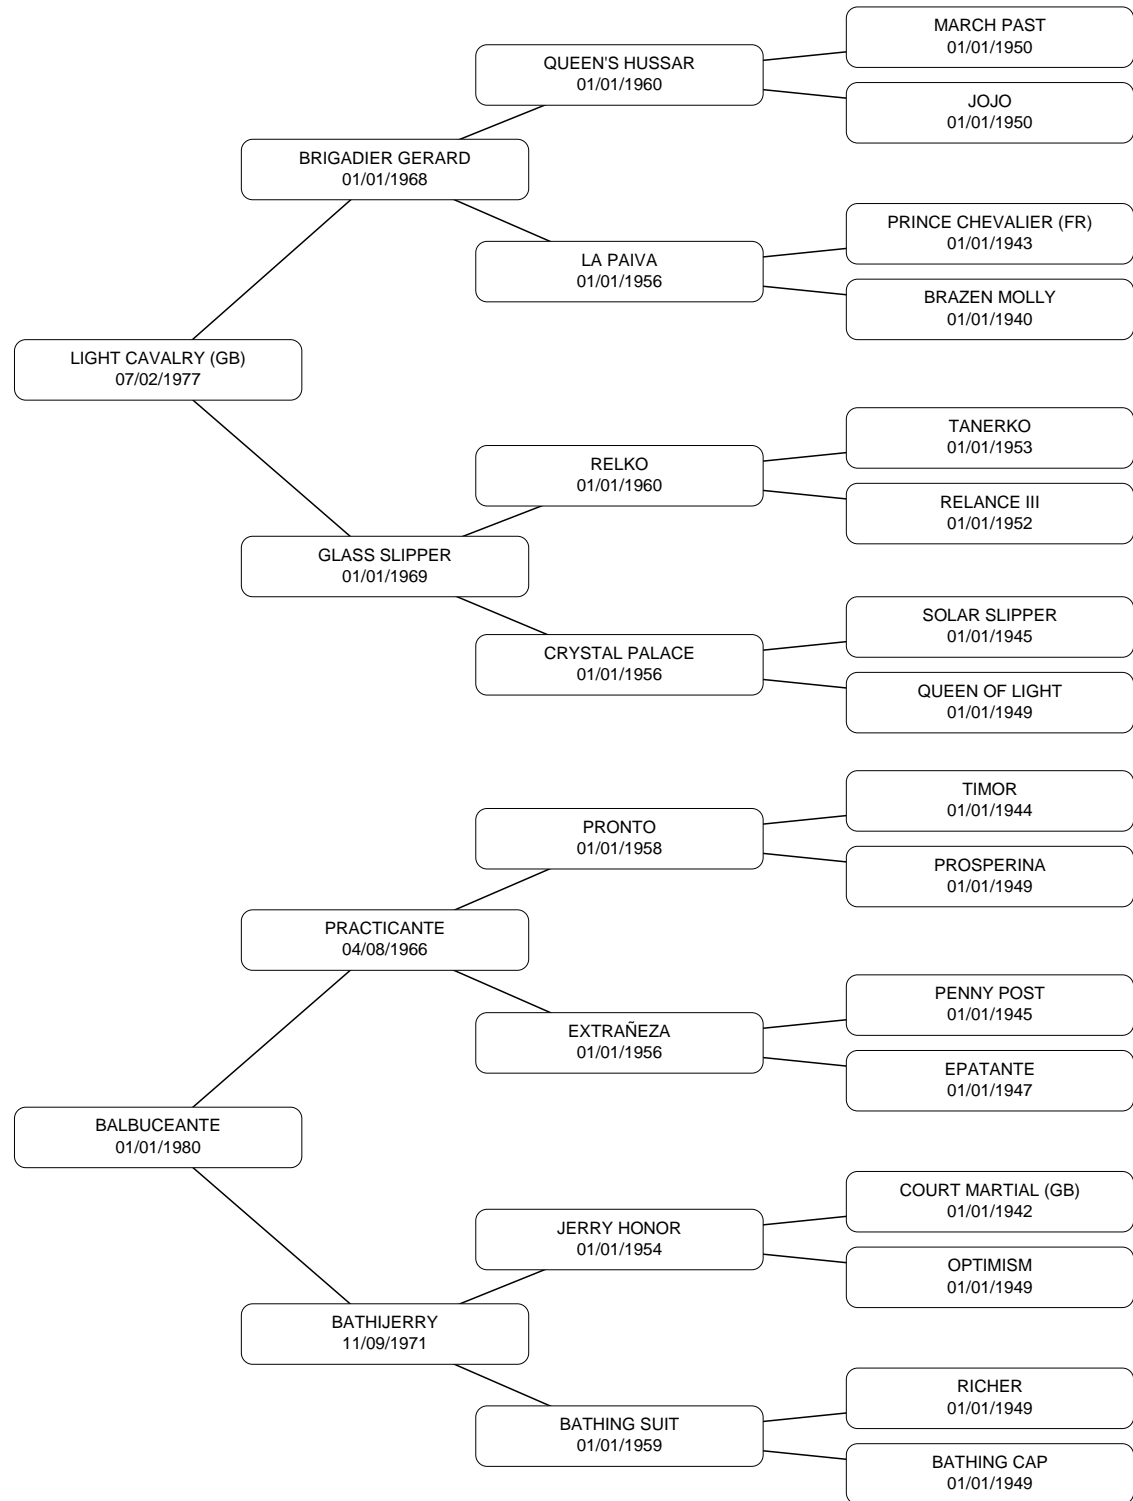 MARCH PAST
01/01/1950
QUEEN'S HUSSAR
01/01/1960
JOJO
01/01/1950
BRIGADIER GERARD
01/01/1968
PRINCE CHEVALIER (FR)
01/01/1943
LA PAIVA
01/01/1956
BRAZEN MOLLY
01/01/1940
LIGHT CAVALRY (GB)
07/02/1977
TANERKO
01/01/1953
RELKO
01/01/1960
RELANCE III
01/01/1952
GLASS SLIPPER
01/01/1969
SOLAR SLIPPER
01/01/1945
CRYSTAL PALACE
01/01/1956
QUEEN OF LIGHT
01/01/1949
TIMOR
01/01/1944
PRONTO
01/01/1958
PROSPERINA
01/01/1949
PRACTICANTE
04/08/1966
PENNY POST
01/01/1945
EXTRAÑEZA
01/01/1956
EPATANTE
01/01/1947
BALBUCEANTE
01/01/1980
COURT MARTIAL (GB)
01/01/1942
JERRY HONOR
01/01/1954
OPTIMISM
01/01/1949
BATHIJERRY
11/09/1971
RICHER
01/01/1949
BATHING SUIT
01/01/1959
BATHING CAP
01/01/1949